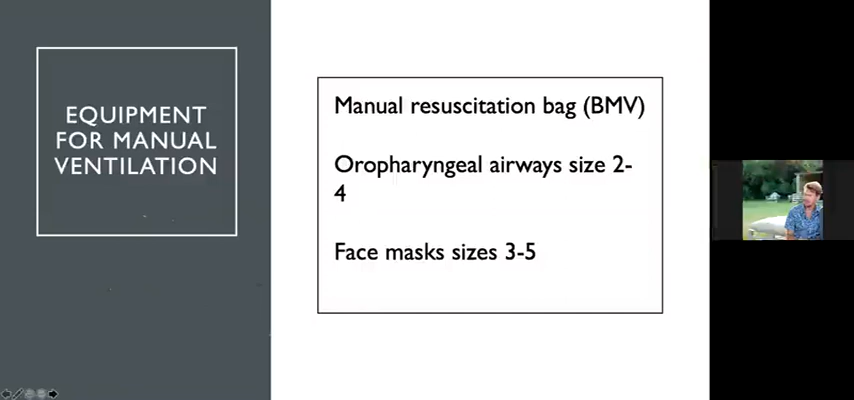 EQUIPMENT
FOR MANUAL
VENTILATION
Manual resuscitation bag (BMV)
Oropharyngeal airways size 2-
4
Face masks sizes 3-5